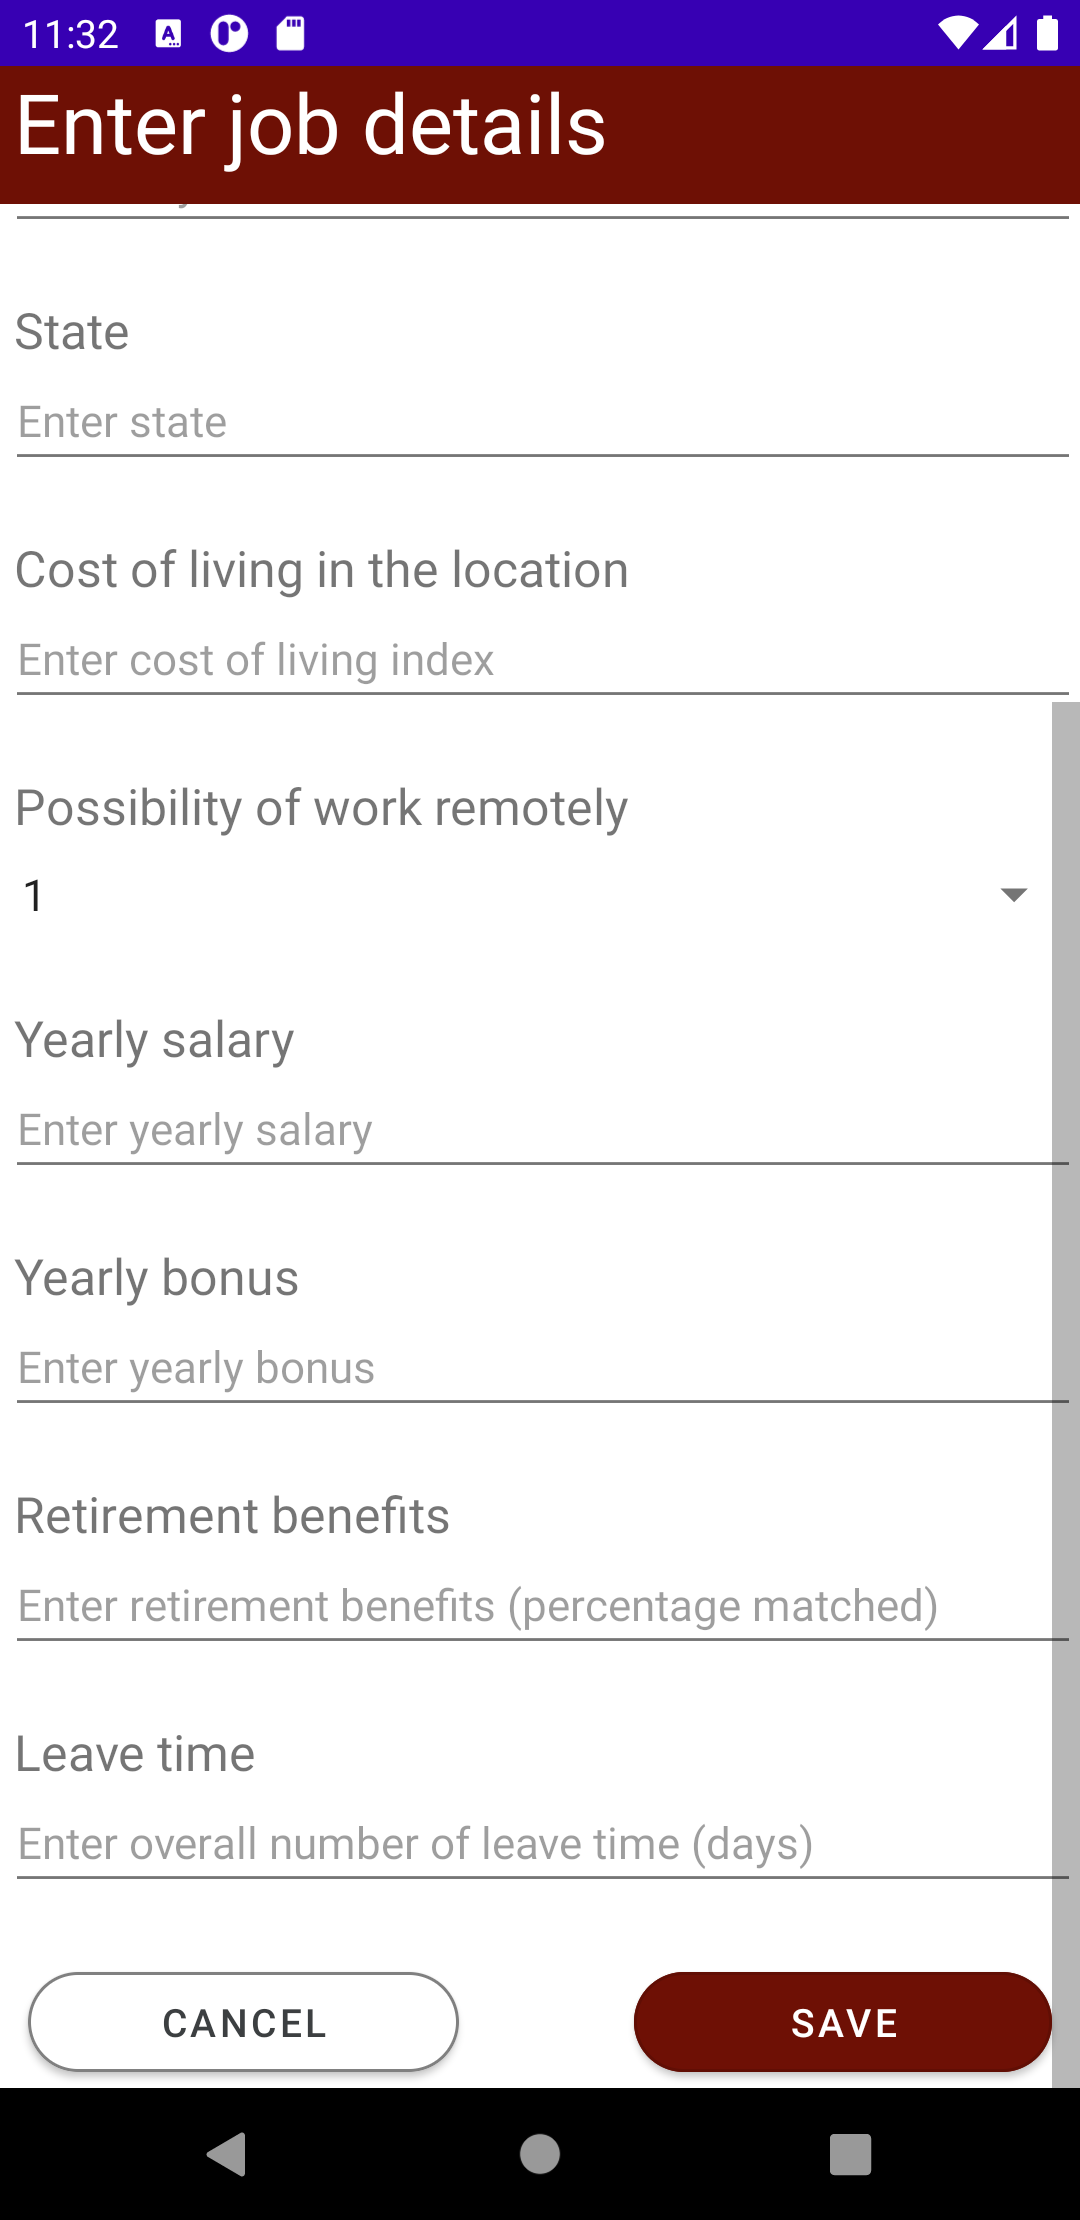 11:32
Enter job details
State
Enter state
Cost of living in the location
Enter cost of living index
Possibility of work remotely
1
Yearly salary
Enter yearly salary
Yearly bonus
Enter yearly bonus
Retirement benefits
Enter retirement benefits (percentage matched)
Leave time
Enter overall number of leave time (days)
CANCEL SAVE